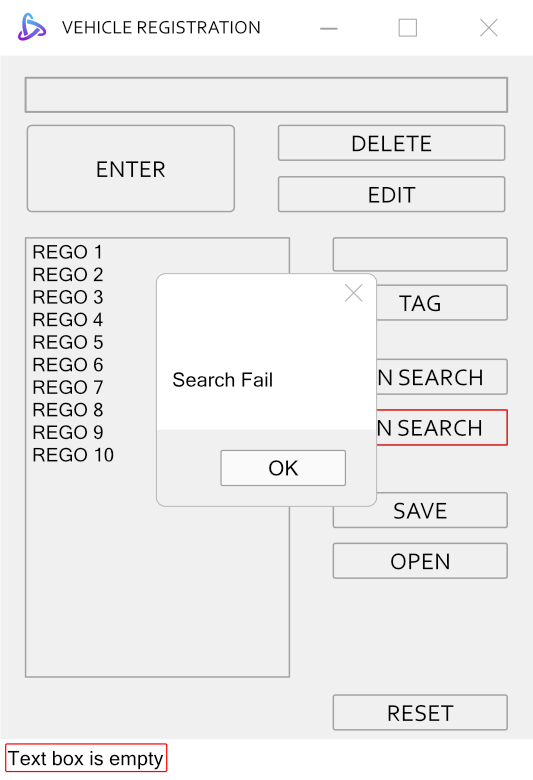 VEHICLE REGISTRATION
ENTER
DELETE
EDIT
REGO 1
REGO 2
REGO 3
REGO 4
REGO 5
REGO 6
REGO 7
REGO 8
REGO 9
REGO 10
TAG
N SEARCH
N SEARCH
Search Fail
OK
SAVE
OPEN
RESET
Text box is empty